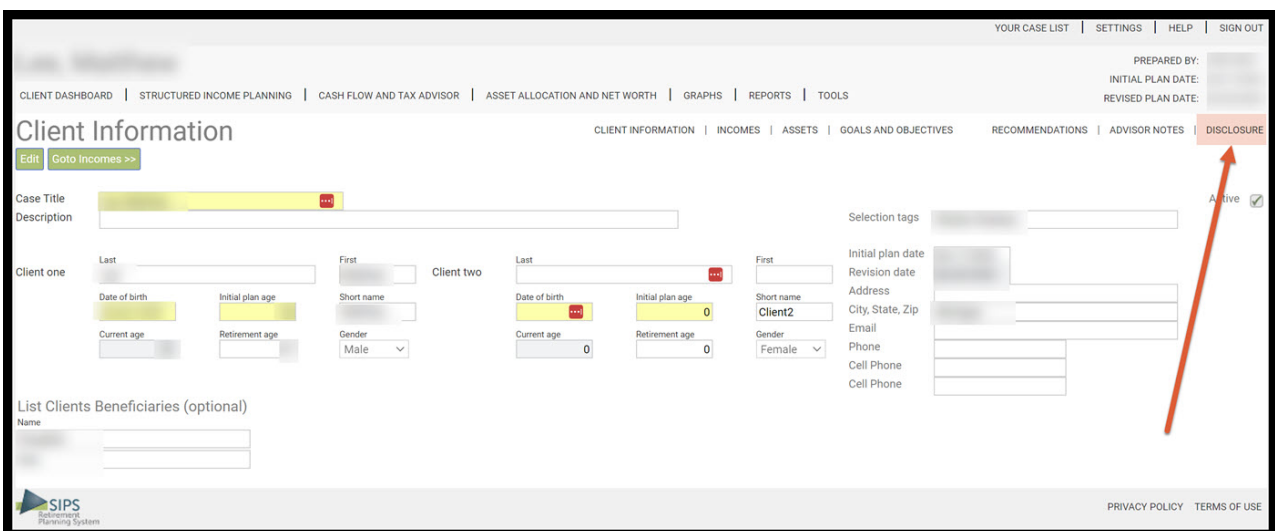 YOUR CASE LIST | SETTINGS | HELP | SIGN OUT
PREPARED BY:
INITIAL PLAN DATE:
REVISED PLAN DATE:
CLIENT DASHBOARD | STRUCTURED INCOME PLANNING | CASH FLOW AND TAX ADVISOR | ASSET ALLOCATION AND NET WORTH | GRAPHS | REPORTS | TOOLS
Client Information
CLIENT INFORMATION | INCOMES | ASSETS | GOALS AND OBJECTIVES RECOMMENDATIONS | ADVISOR NOTES | DISCLOSURE
Edit Goto Incomes >>
Case Title
Active
Description
Selection tags
Client one
Last First
Client two
Last First
Date of birth Initial plan age Short name
Date of birth Initial plan age Short name
0 Client2
Current age Retirement age Gender
Male
Current age Retirement age Gender
0 0 Female
Initial plan date
Revision date
Address
City, State, Zip
Email
Phone
Cell Phone
Cell Phone
List Clients Beneficiaries (optional)
Name
SIPS
Retirement
Planning System
PRIVACY POLICY TERMS OF USE